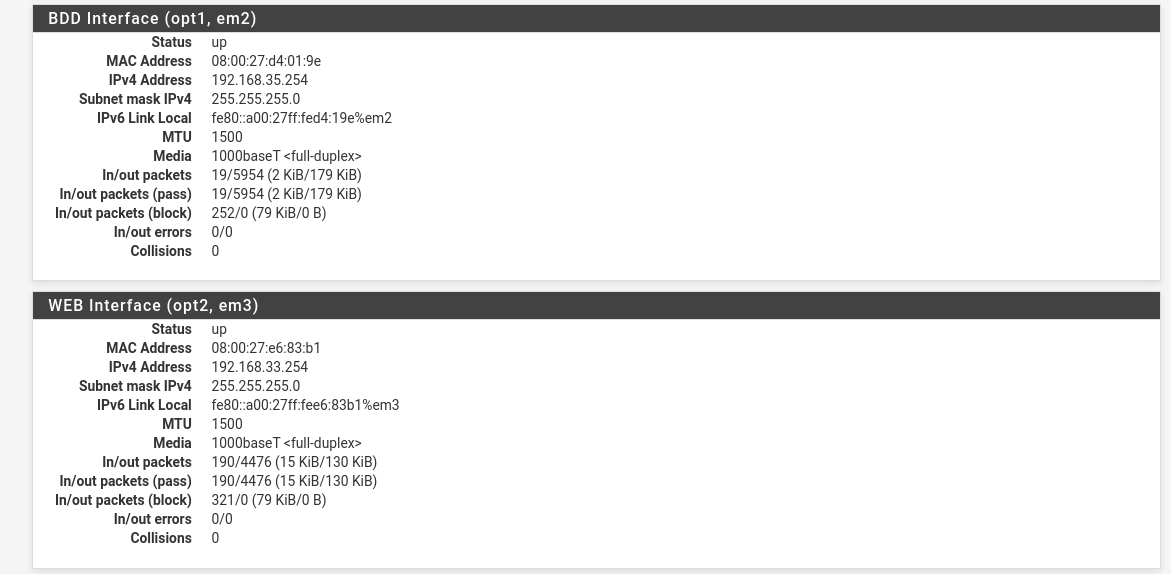 BDD Interface (opt1, em2)
Status up
MAC Address 08:00:27:d4:01:9e
IPv4 Address 192.168.35.254
Subnet mask IPv4 255.255.255.0
IPv6 Link Local fe80::a00:27ff:fed4:19e%em2
MTU 1500
Media 1000baseT <full-duplex>
In/out packets 19/5954 (2 KiB/179 KiB)
In/out packets (pass) 19/5954 (2 KiB/179 KiB)
In/out packets (block) 252/0 (79 KiB/0 B)
In/out errors 0/0
Collisions 0
WEB Interface (opt2, em3)
Status up
MAC Address 08:00:27:e6:83:b1
IPv4 Address 192.168.33.254
Subnet mask IPv4 255.255.255.0
IPv6 Link Local fe80::a00:27ff:fee6:83b1%em3
MTU 1500
Media 1000baseT <full-duplex>
In/out packets 190/4476 (15 KiB/130 KiB)
In/out packets (pass) 190/4476 (15 KiB/130 KiB)
In/out packets (block) 321/0 (79 KiB/0 B)
In/out errors 0/0
Collisions 0